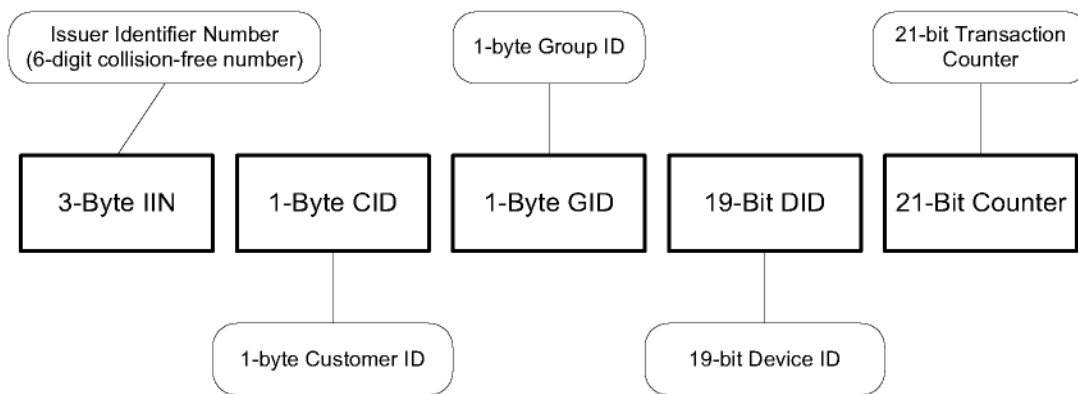 Issuer Identifier Number
(6-digit collision-free number)
1-byte Group ID
21-bit Transaction
Counter
3-Byte IIN
1-Byte CID
1-Byte GID
19-Bit DID
21-Bit Counter
1-byte Customer ID
19-bit Device ID